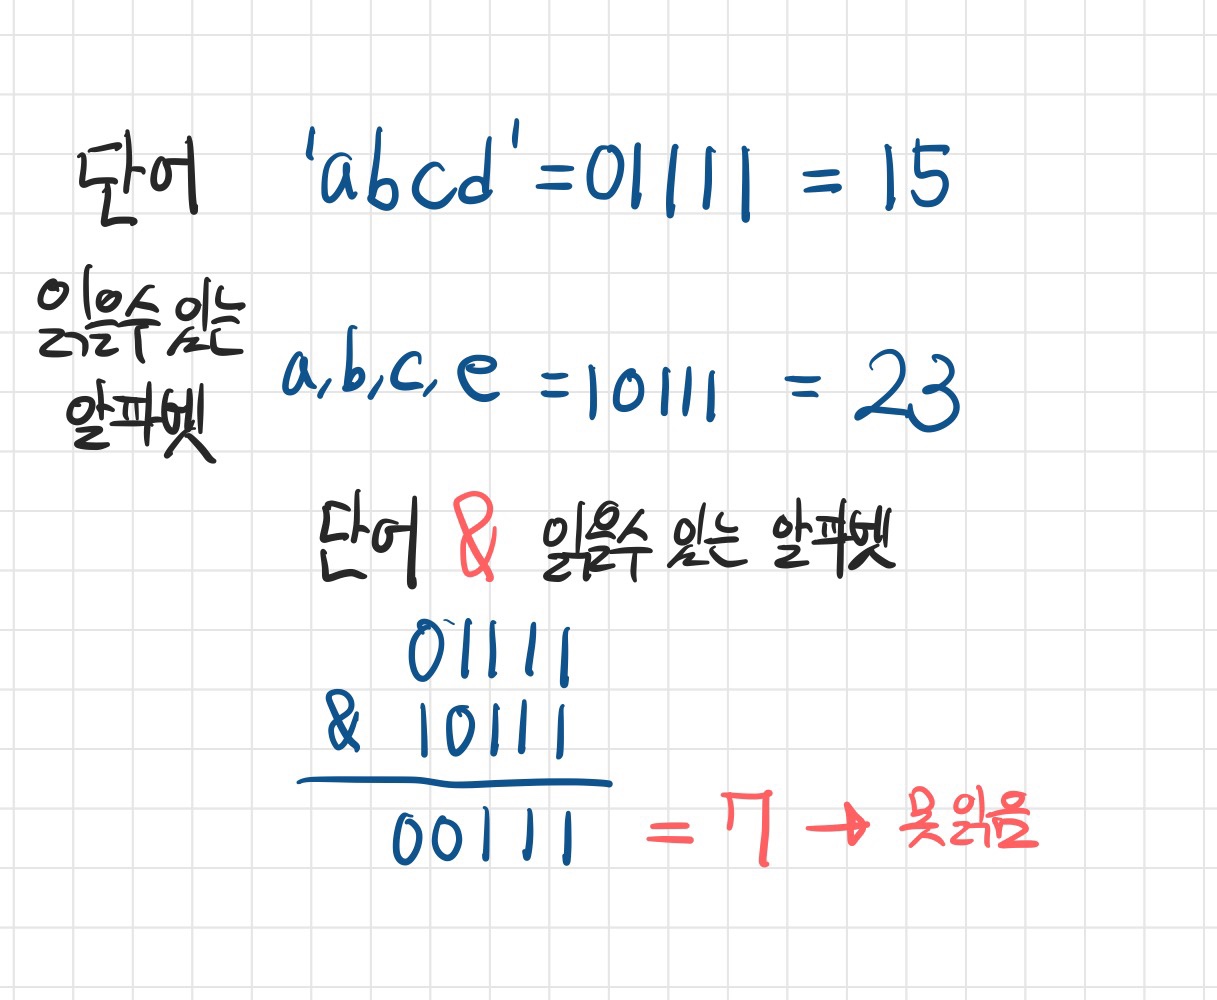 단어 'abcd' = 01111 = 15
읽을수 있는
알파벳 a, b, c, e = 10111 = 23
단어 & 읽을수 있는 알파벳
01111
& 10111
00111 = 7 → 못읽음